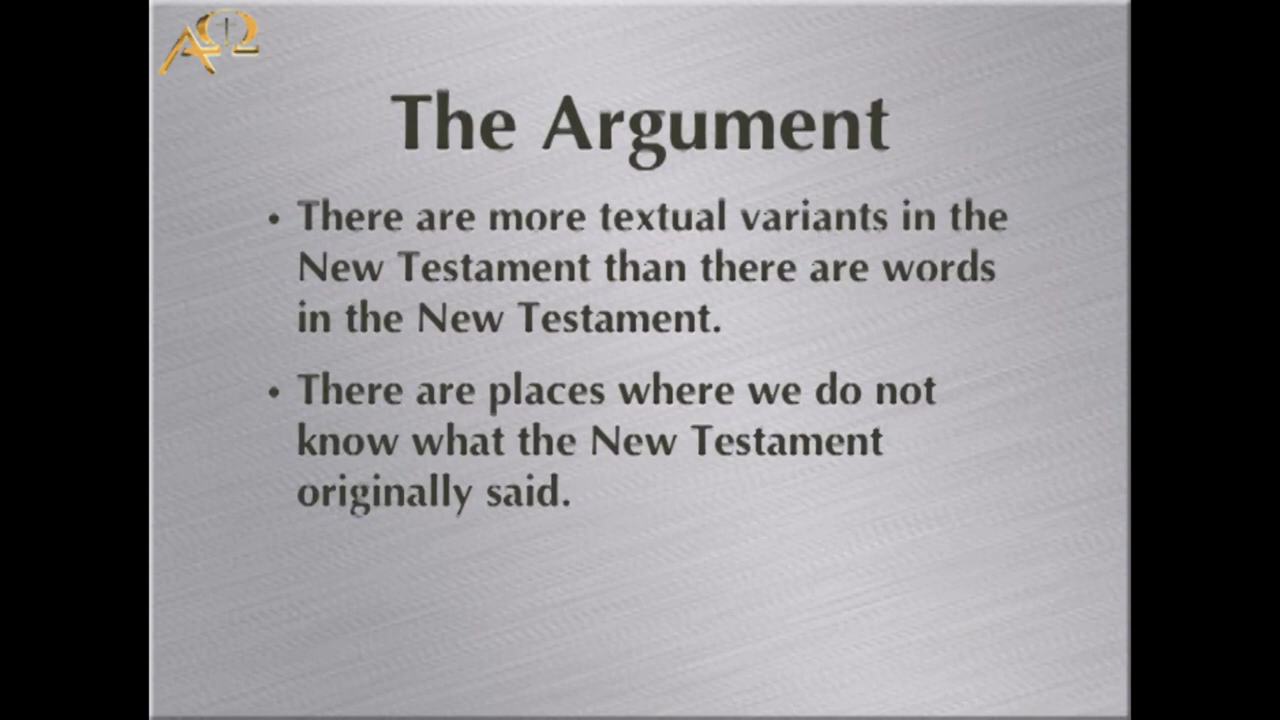 ΑΩ
The Argument
• There are more textual variants in the
New Testament than there are words
in the New Testament.
• There are places where we do not
know what the New Testament
originally said.